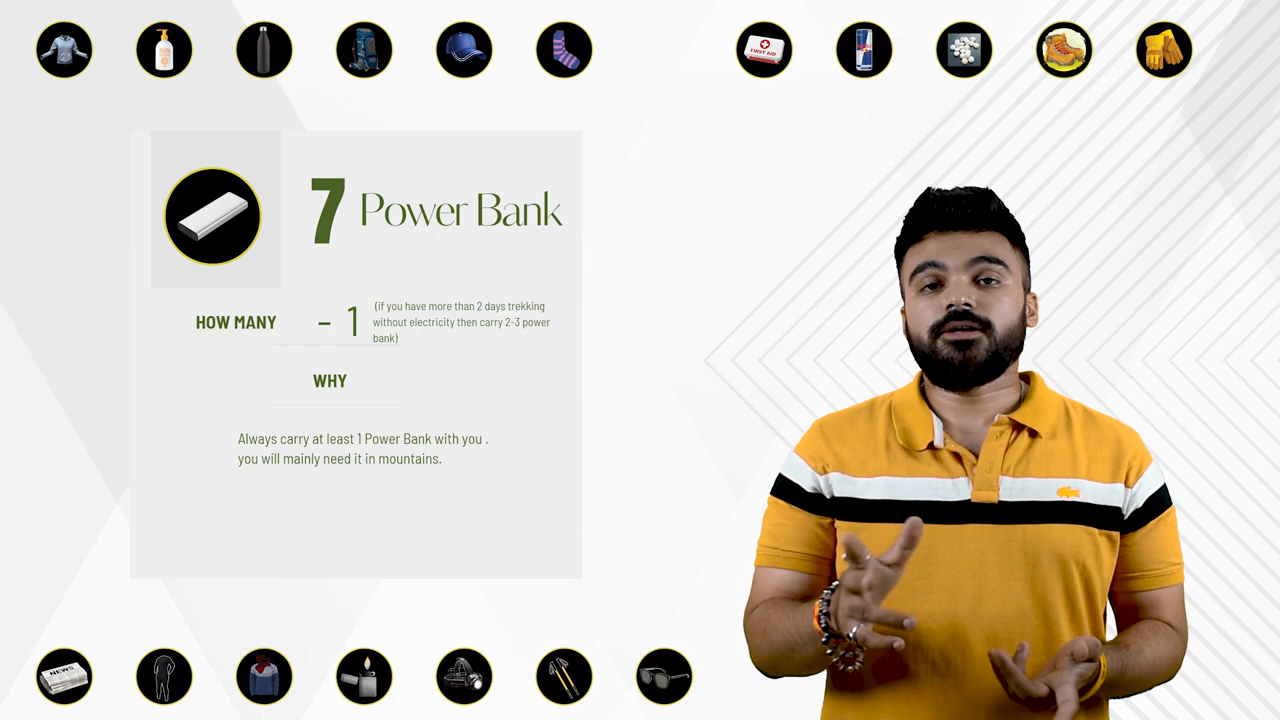 FIRST AID
7 Power Bank
HOW MANY – 1 (if you have more than 2 days trekking
without electricity then carry 2-3 power
bank)
WHY
Always carry at least 1 Power Bank with you .
you will mainly need it in mountains.
NEWS